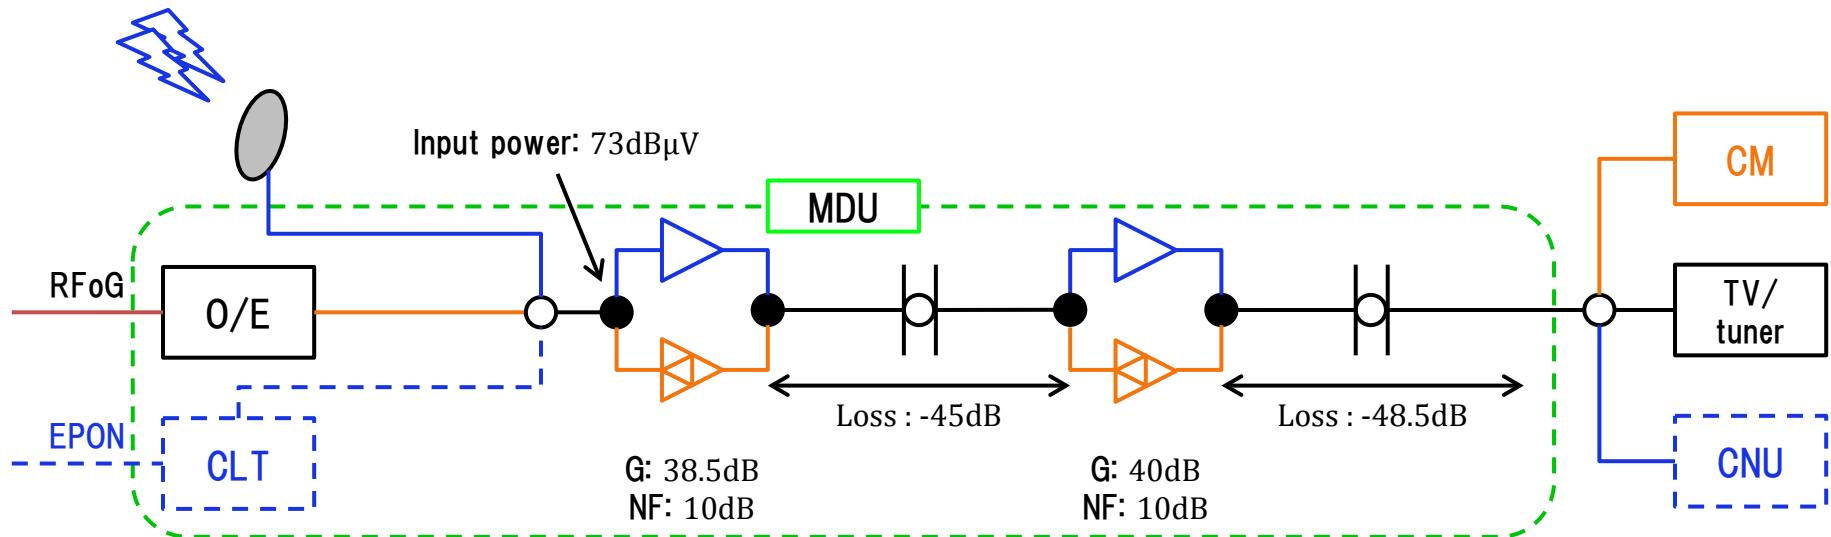 Input power: 73dBµV
MDU
CM
RFoG
O/E
TV/
tuner
Loss : -45dB
Loss : -48.5dB
EPON
CLT
CNU
G: 38.5dB
NF: 10dB
G: 40dB
NF: 10dB